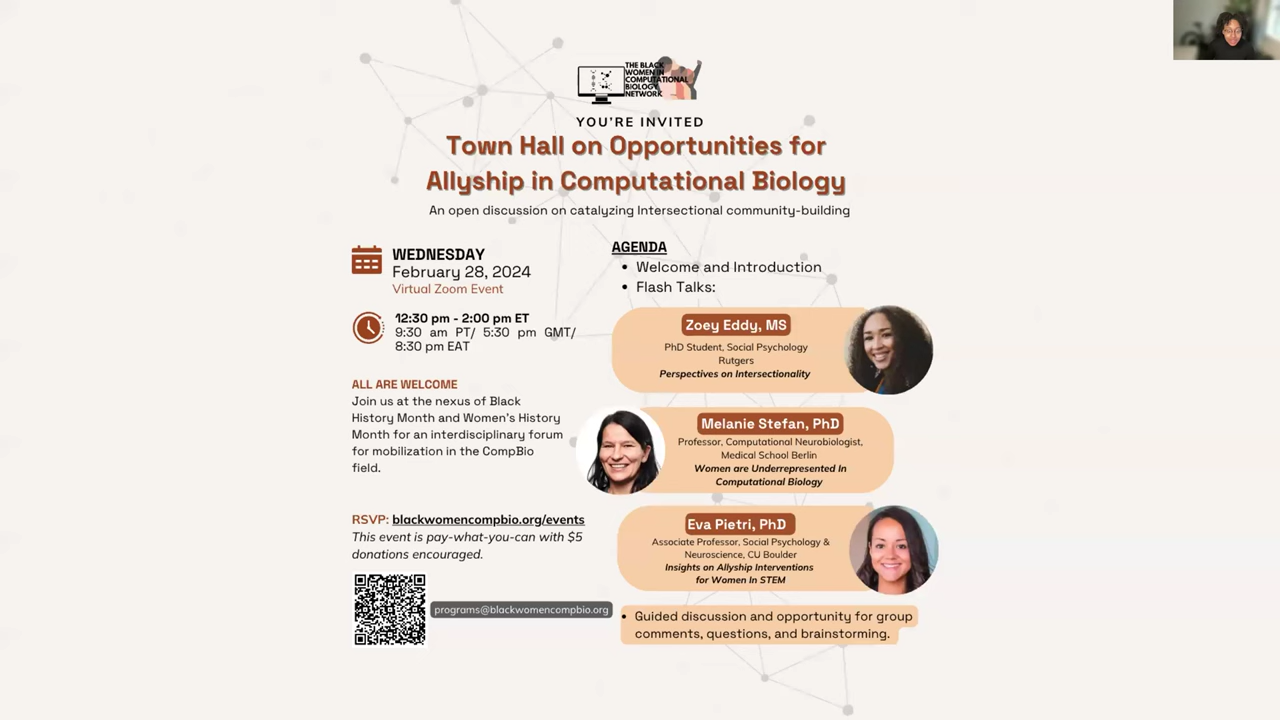 THE BLACK
WOMEN IN
COMPUTATIONAL
BIOLOGY
NETWORK
YOU'RE INVITED
Town Hall on Opportunities for
Allyship in Computational Biology
An open discussion on catalyzing Intersectional community-building
WEDNESDAY
February 28, 2024
Virtual Zoom Event
12:30 pm - 2:00 pm ET
9:30 am PT/ 5:30 pm GMT/
8:30 pm EAT
ALL ARE WELCOME
Join us at the nexus of Black
History Month and Women's History
Month for an interdisciplinary forum
for mobilization in the CompBio
field.
RSVP: blackwomencompbio.org/events
This event is pay-what-you-can with $5
donations encouraged.
programs@blackwomencompbio.org
AGENDA
• Welcome and Introduction
• Flash Talks:
Zoey Eddy, MS
PhD Student, Social Psychology
Rutgers
Perspectives on Intersectionality
Melanie Stefan, PhD
Professor, Computational Neurobiologist,
Medical School Berlin
Women are Underrepresented In
Computational Biology
Eva Pietri, PhD
Associate Professor, Social Psychology &
Neuroscience, CU Boulder
Insights on Allyship Interventions
for Women In STEM
• Guided discussion and opportunity for group
comments, questions, and brainstorming.